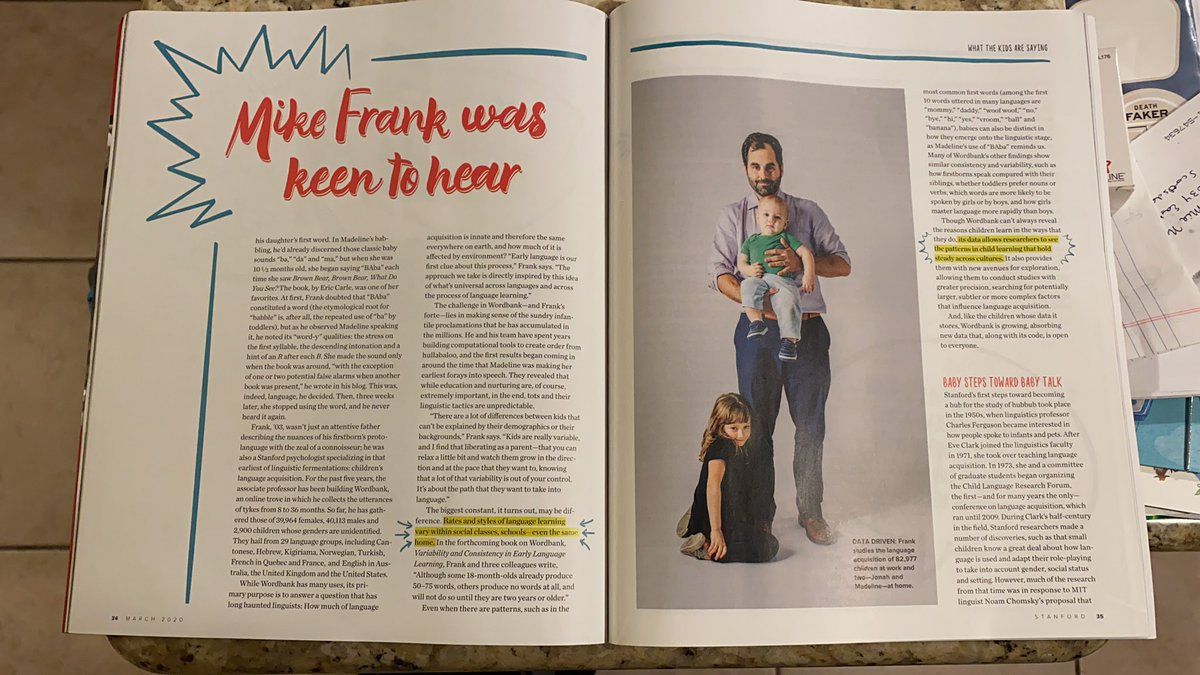 Mike Frank was
keen to hear
his daughter's first word. In Madeline's bab-
bling, he'd already discerned those classic baby
sounds "ba," "da" and "ma," but when she was
10 ½ months old, she began saying "BAba" each
time she saw Brown Bear, Brown Bear, What Do
You See? The book, by Eric Carle, was one of her
favorites. At first, Frank doubted that "BAba"
constituted a word (the etymological root for
"babble" is, after all, the repeated use of "ba" by
toddlers), but as he observed Madeline speaking
it, he noted its "word-y" qualities: the stress on
the first syllable, the descending intonation and a
hint of an R after each B. She made the sound only
when the book was around, "with the exception
of one or two potential false alarms when another
book was present," he wrote in his blog. This was,
indeed, language, he decided. Then, three weeks
later, she stopped using the word, and he never
heard it again.
Frank, '03, wasn't just an attentive father
describing the nuances of his firstborn's proto-
language with the zeal of a connoisseur; he was
also a Stanford psychologist specializing in that
earliest of linguistic fermentations: children's
language acquisition. For the past five years, the
associate professor has been building Wordbank,
an online trove in which he collects the utterances
of tykes from 8 to 36 months. So far, he has gath-
ered those of 39,964 females, 40,113 males and
2,900 children whose genders are unidentified.
They hail from 29 language groups, including Can-
tonese, Hebrew, Kigiriama, Norwegian, Turkish,
French in Quebec and France, and English in Aus-
tralia, the United Kingdom and the United States.
While Wordbank has many uses, its pri-
mary purpose is to answer a question that has
long haunted linguists: How much of language
acquisition is innate and therefore the same
everywhere on earth, and how much of it is
affected by environment? "Early language is our
first clue about this process," Frank says. "The
approach we take is directly inspired by this idea
of what's universal across languages and across
the process of language learning."
The challenge in Wordbank—and Frank's
forte—lies in making sense of the sundry infan-
tile proclamations that he has accumulated in
the millions. He and his team have spent years
building computational tools to create order from
hullabaloo, and the first results began coming in
around the time that Madeline was making her
earliest forays into speech. They revealed that
while education and nurturing are, of course,
extremely important, in the end, tots and their
linguistic tactics are unpredictable.
"There are a lot of differences between kids that
can't be explained by their demographics or their
backgrounds," Frank says. "Kids are really variable,
and I find that liberating as a parent—that you can
relax a little bit and watch them grow in the direc-
tion and at the pace that they want to, knowing
that a lot of that variability is out of your control.
It's about the path that they want to take into
language."
The biggest constant, it turns out, may be dif-
ference. Rates and styles of language learning
vary within social classes, schools—even the same
home. In the forthcoming book on Wordbank,
Variability and Consistency in Early Language
Learning, Frank and three colleagues write,
"Although some 18-month-olds already produce
50–75 words, others produce no words at all, and
will not do so until they are two years or older."
Even when there are patterns, such as in the
34 MARCH 2020
WHAT THE KIDS ARE SAYING
DATA DRIVEN: Frank
studies the language
acquisition of 82,977
children at work and
two—Jonah and
Madeline—at home.
most common first words (among the first
10 words uttered in many languages are
"mommy," "daddy," "woof woof," "no,"
"bye," "hi," "yes," "vroom," "ball" and
"banana"), babies can also be distinct in
how they emerge onto the linguistic stage,
as Madeline's use of "BAba" reminds us.
Many of Wordbank's other findings show
similar consistency and variability, such as
how firstborns speak compared with their
siblings, whether toddlers prefer nouns or
verbs, which words are more likely to be
spoken by girls or by boys, and how girls
master language more rapidly than boys.
Though Wordbank can't always reveal
the reasons children learn in the ways that
they do, its data allows researchers to see
the patterns in child learning that hold
steady across cultures. It also provides
them with new avenues for exploration,
allowing them to conduct studies with
greater precision, searching for potentially
larger, subtler or more complex factors
that influence language acquisition.
And, like the children whose data it
stores, Wordbank is growing, absorbing
new data that, along with its code, is open
to everyone.
BABY STEPS TOWARD BABY TALK
Stanford's first steps toward becoming
a hub for the study of hubbub took place
in the 1950s, when linguistics professor
Charles Ferguson became interested in
how people spoke to infants and pets. After
Eve Clark joined the linguistics faculty
in 1971, she took over teaching language
acquisition. In 1973, she and a committee
of graduate students began organizing
the Child Language Research Forum,
the first—and for many years the only—
conference on language acquisition, which
ran until 2009. During Clark's half-century
in the field, Stanford researchers made a
number of discoveries, such as that small
children know a great deal about how lan-
guage is used and adapt their role-playing
to take into account gender, social status
and setting. However, much of the research
from that time was in response to MIT
linguist Noam Chomsky's proposal that
STANFORD 35
DEATH
FAKER